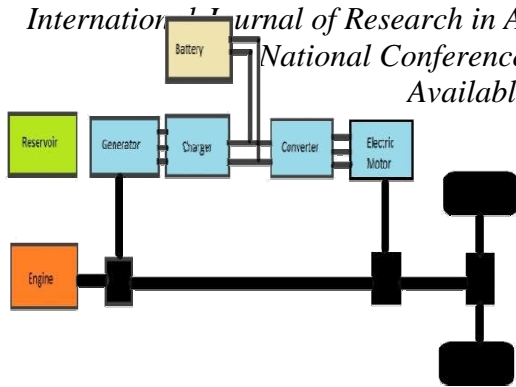 International Journal of Research in A
National Conference
Availabl
Battery
Reservoir
Generator
Charger
Converter
Electric
Motor
Engine